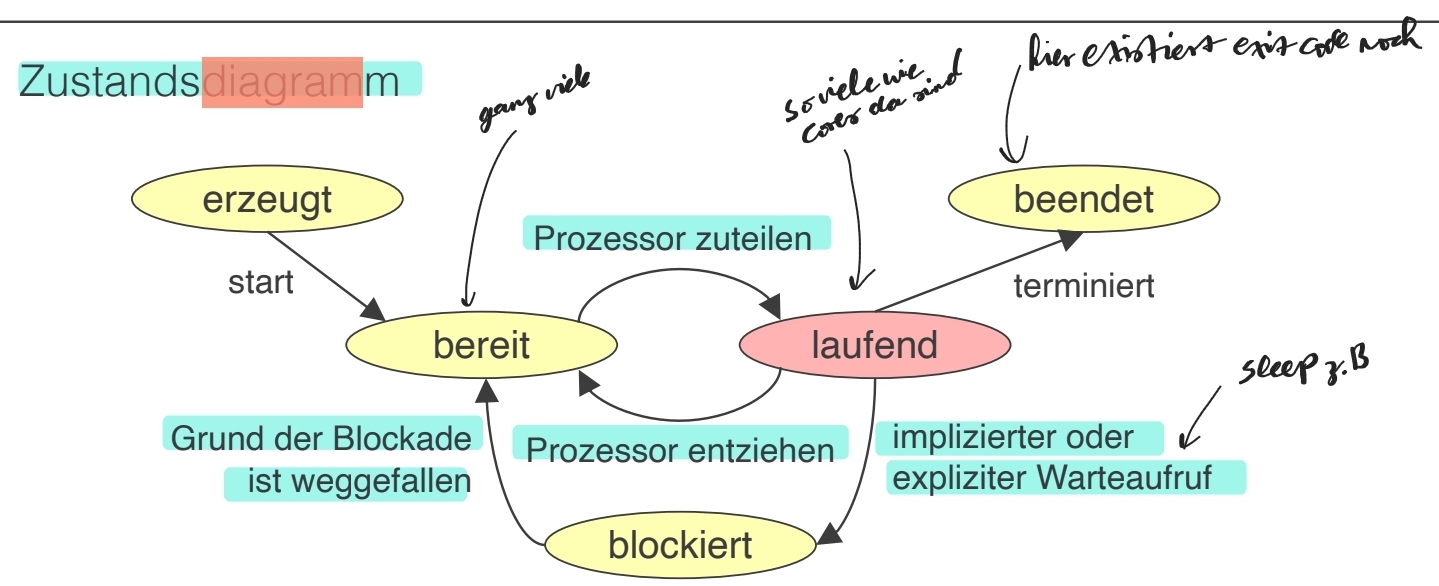 Zustandsdiagramm
ganz viele
so viele wie
cores da sind
hier existiert exit code noch
erzeugt
beendet
Prozessor zuteilen
start
terminiert
bereit
laufend
sleep z.B
Grund der Blockade
ist weggefallen
Prozessor entziehen
implizierter oder
expliziter Warteaufruf
blockiert